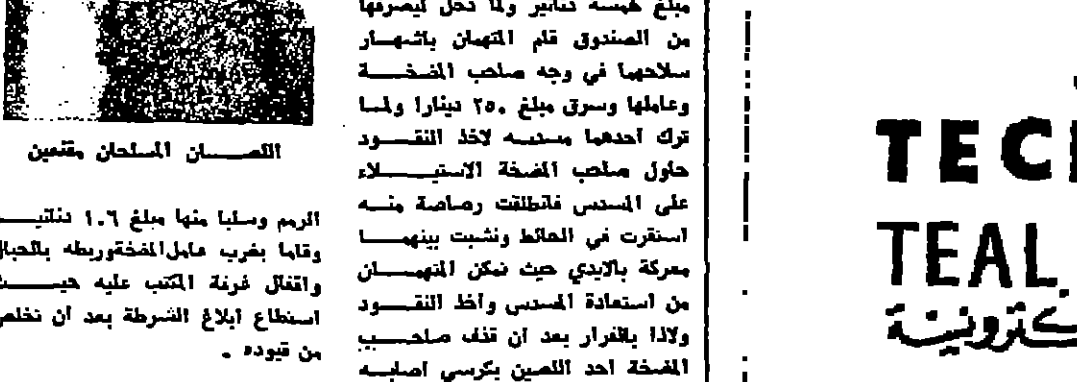 مبلغ خمسة دنانير ولما دخل ليصرفها
من الصندوق قام المتهمان باشهار
سلاحهما في وجه صاحب المضخة
وعاملها وسرق مبلغ ٢٥٠ دينارا ولما
ترك احدهما مسدسه لاخذ النقود
حاول صاحب المضخة الاستيلاء
على المسدس فانطلقت رصاصة منه
استقرت في الحائط ونشبت بينهما
معركة بالايدي حيث تمكن المتهمان
من استعادة المسدس واخذ النقود
ولاذا بالفرار بعد ان قذف صاحب
المضخة احد اللصين بكرسي اصابه
اللصان المسلحان مقنعين
الرمم وسلبا منها مبلغ ١٠٦
وقاما بضرب عامل المضخة وربطه بالحبال
واقفال غرفة المكتب عليه حيث
استطاع ابلاغ الشرطة بعد ان تخلص
من قيوده .
TEC
TEAL